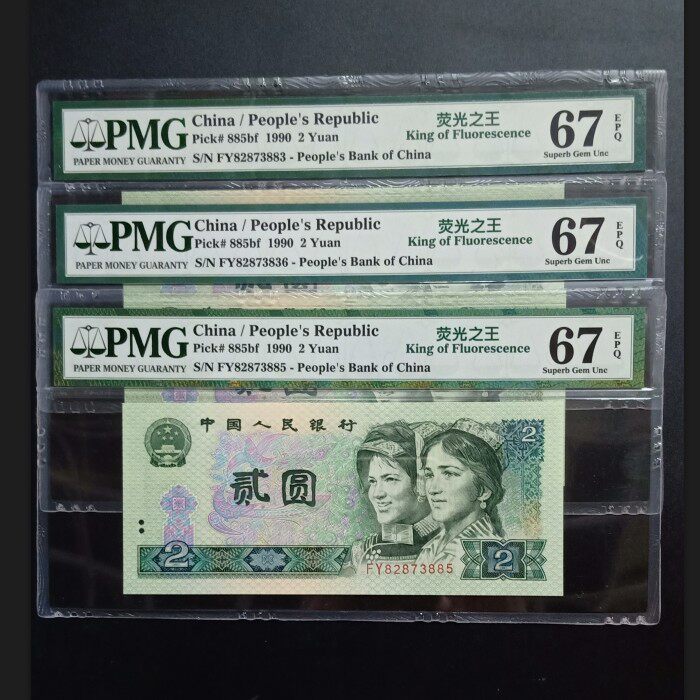 PMG
PAPER MONEY GUARANTY
China / People's Republic
Pick# 885bf 1990 2 Yuan
S/N FY82873883 - People's Bank of China
荧光之王
King of Fluorescence
67
EPQ
Superb Gem Unc
PMG
PAPER MONEY GUARANTY
China / People's Republic
Pick# 885bf 1990 2 Yuan
S/N FY82873836 - People's Bank of China
荧光之王
King of Fluorescence
67
EPQ
Superb Gem Unc
PMG
PAPER MONEY GUARANTY
China / People's Republic
Pick# 885bf 1990 2 Yuan
S/N FY82873885 - People's Bank of China
荧光之王
King of Fluorescence
67
EPQ
Superb Gem Unc
中国人民银行
2
贰圆
2
FY82873885
2